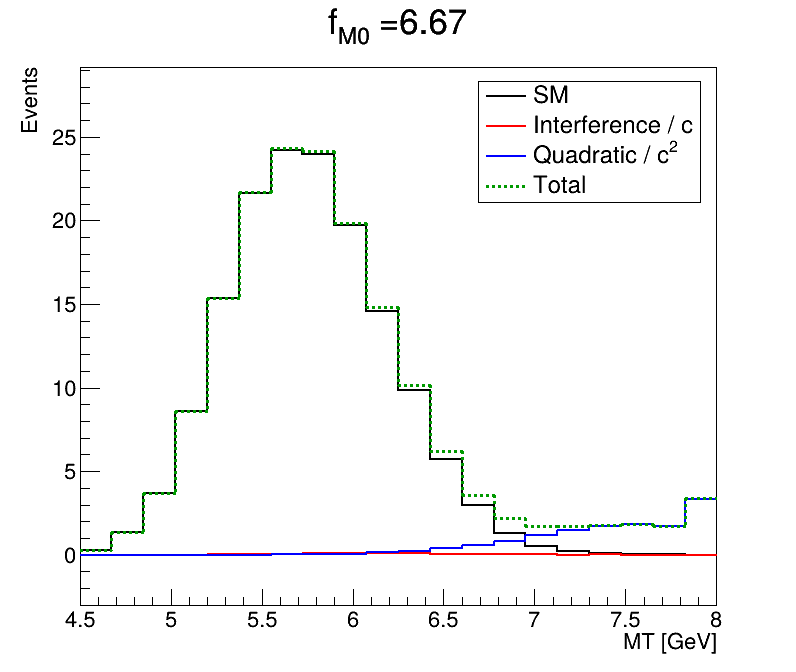 f_M0 =6.67
Events
SM
Interference / c
Quadratic / c²
Total
25
20
15
10
5
0
4.5 5 5.5 6 6.5 7 7.5 8
MT [GeV]